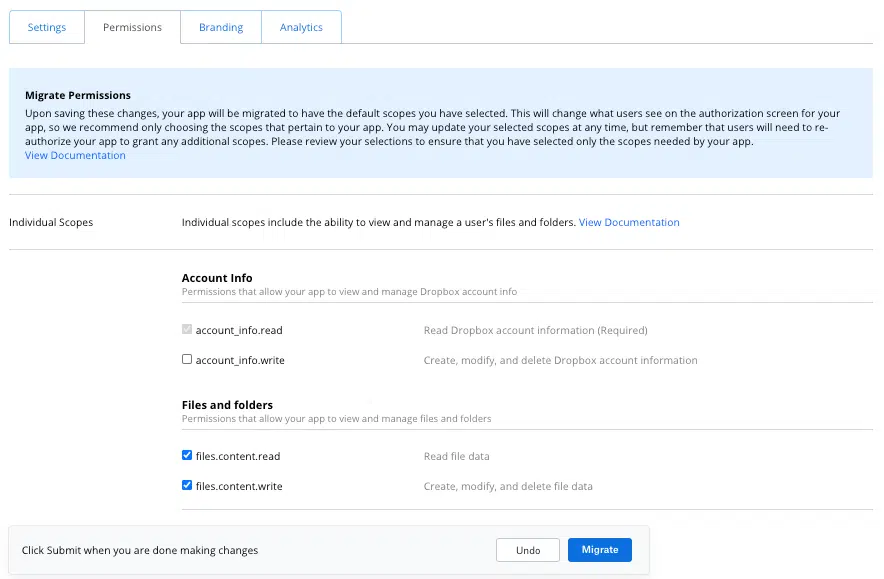 Settings
Permissions
Branding
Analytics
Migrate Permissions
Upon saving these changes, your app will be migrated to have the default scopes you have selected. This will change what users see on the authorization screen for your
app, so we recommend only choosing the scopes that pertain to your app. You may update your selected scopes at any time, but remember that users will need to re-
authorize your app to grant any additional scopes. Please review your selections to ensure that you have selected only the scopes needed by your app.
View Documentation
Individual Scopes
Individual scopes include the ability to view and manage a user's files and folders. View Documentation
Account Info
Permissions that allow your app to view and manage Dropbox account info
account_info.read
Read Dropbox account information (Required)
account_info.write
Create, modify, and delete Dropbox account information
Files and folders
Permissions that allow your app to view and manage files and folders
files.content.read
Read file data
files.content.write
Create, modify, and delete file data
Click Submit when you are done making changes
Undo
Migrate